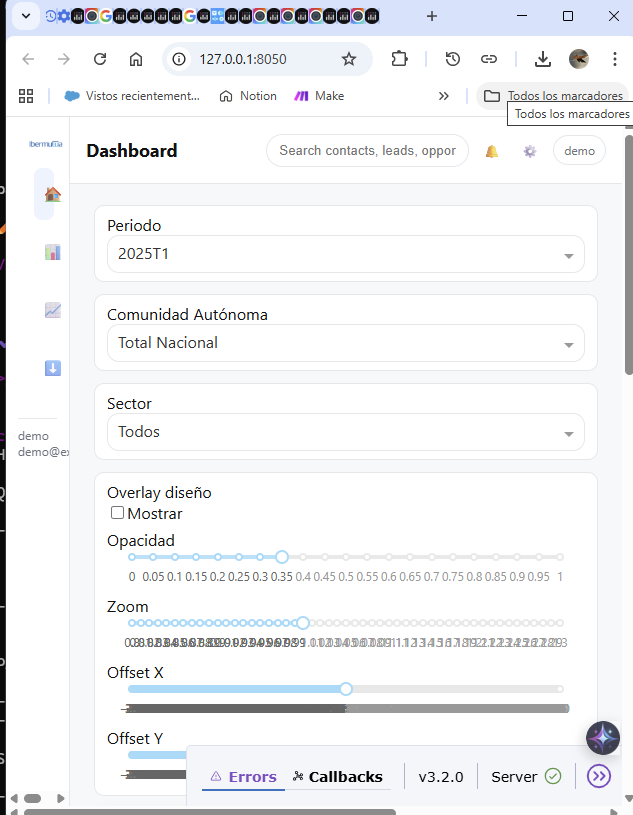 127.0.0.1:8050
Vistos recientement...
Notion
Make
»
Todos los marcadores
Todos los marcadores
Ibermutua
Dashboard
Search contacts, leads, oppor
demo
Periodo
2025T1
Comunidad Autónoma
Total Nacional
Sector
Todos
demo
demo@ex
Overlay diseño
Mostrar
Opacidad
0 0.05 0.1 0.15 0.2 0.25 0.3 0.35 0.4 0.45 0.5 0.55 0.6 0.65 0.7 0.75 0.8 0.85 0.9 0.95 1
Zoom
Offset X
Offset Y
Errors
Callbacks
v3.2.0
Server